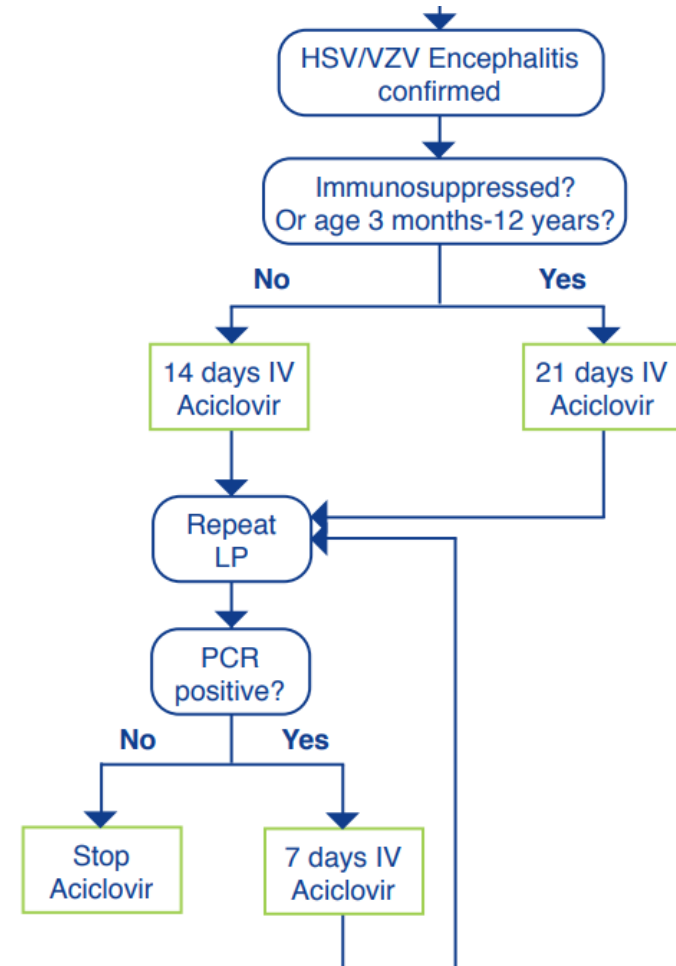 HSV/VZV Encephalitis
confirmed
Immunosuppressed?
Or age 3 months-12 years?
No
Yes
14 days IV
Aciclovir
21 days IV
Aciclovir
Repeat
LP
PCR
positive?
No
Yes
Stop
Aciclovir
7 days IV
Aciclovir